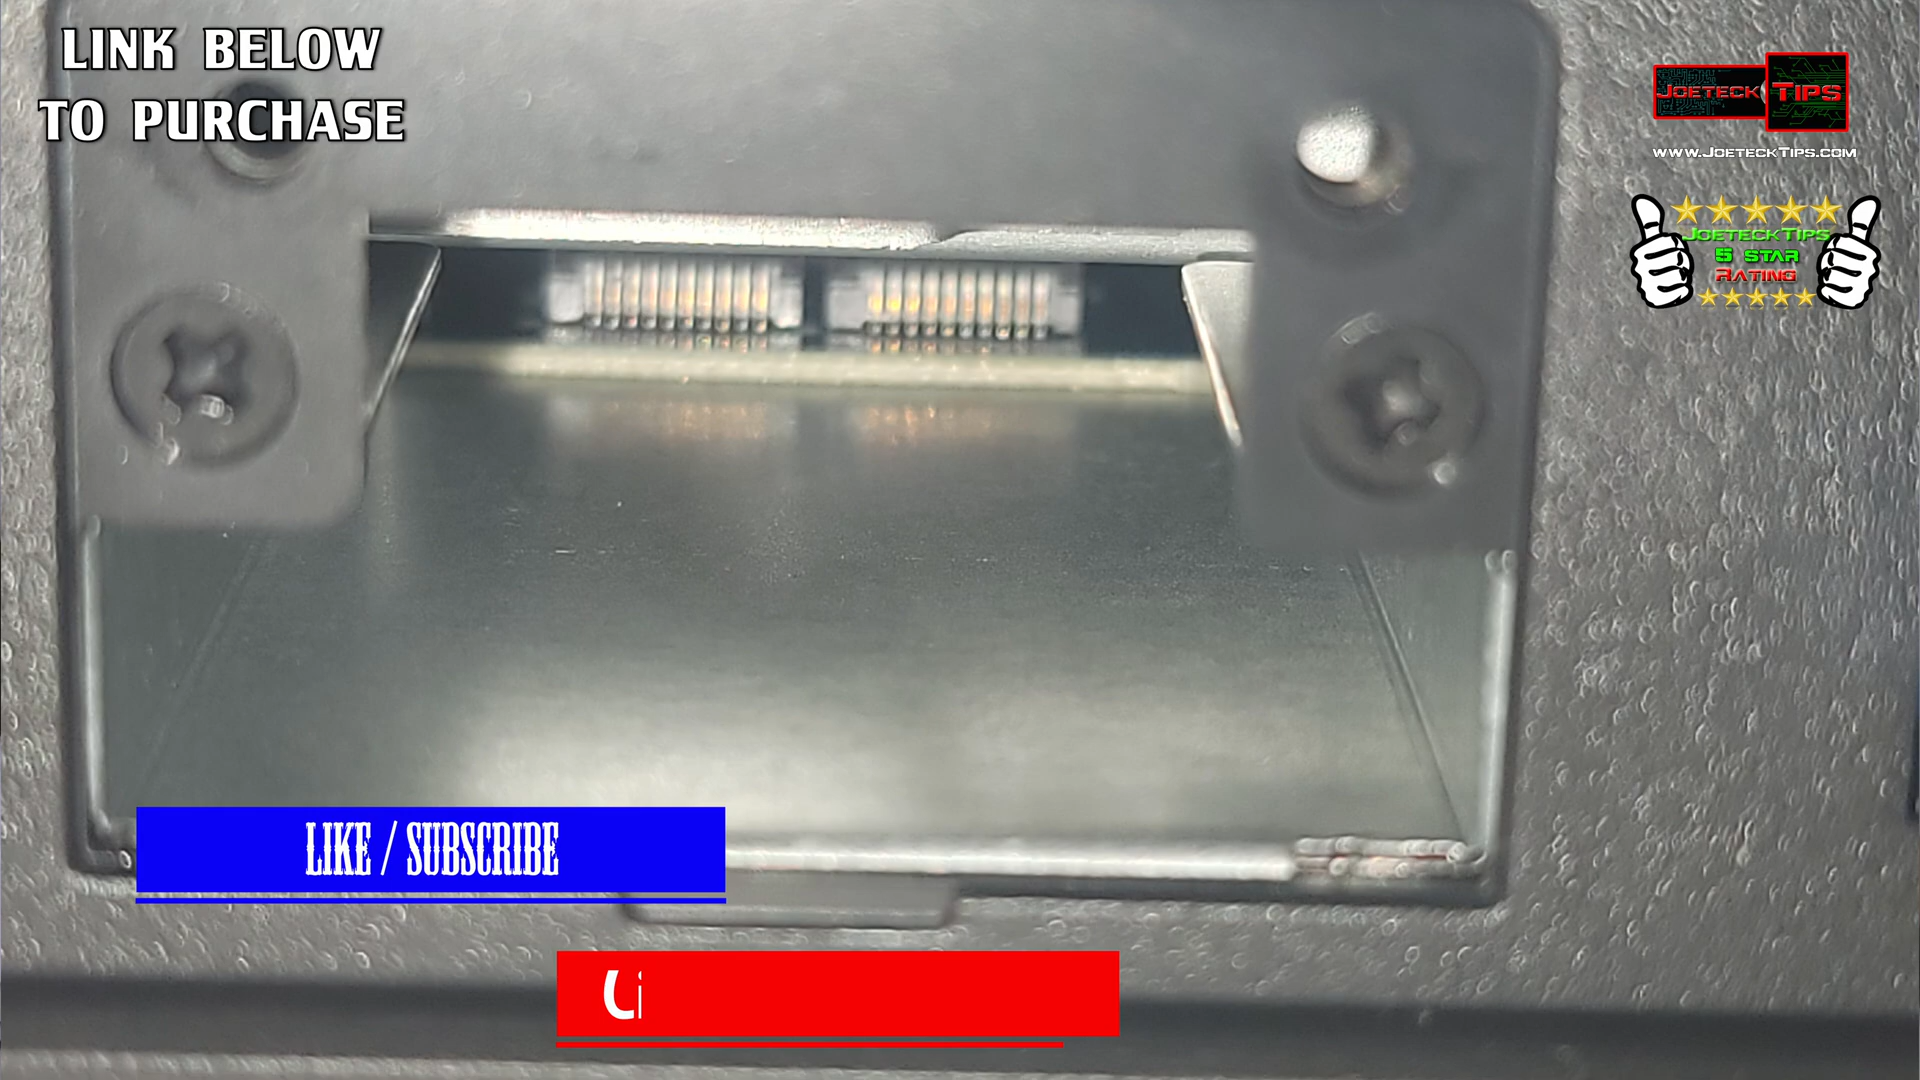 LINK BELOW
TO PURCHASE
JOETECK TIPS
WWW.JOETECKTIPS.COM
JOETECKTIPS
5 STAR
RATING
LIKE / SUBSCRIBE